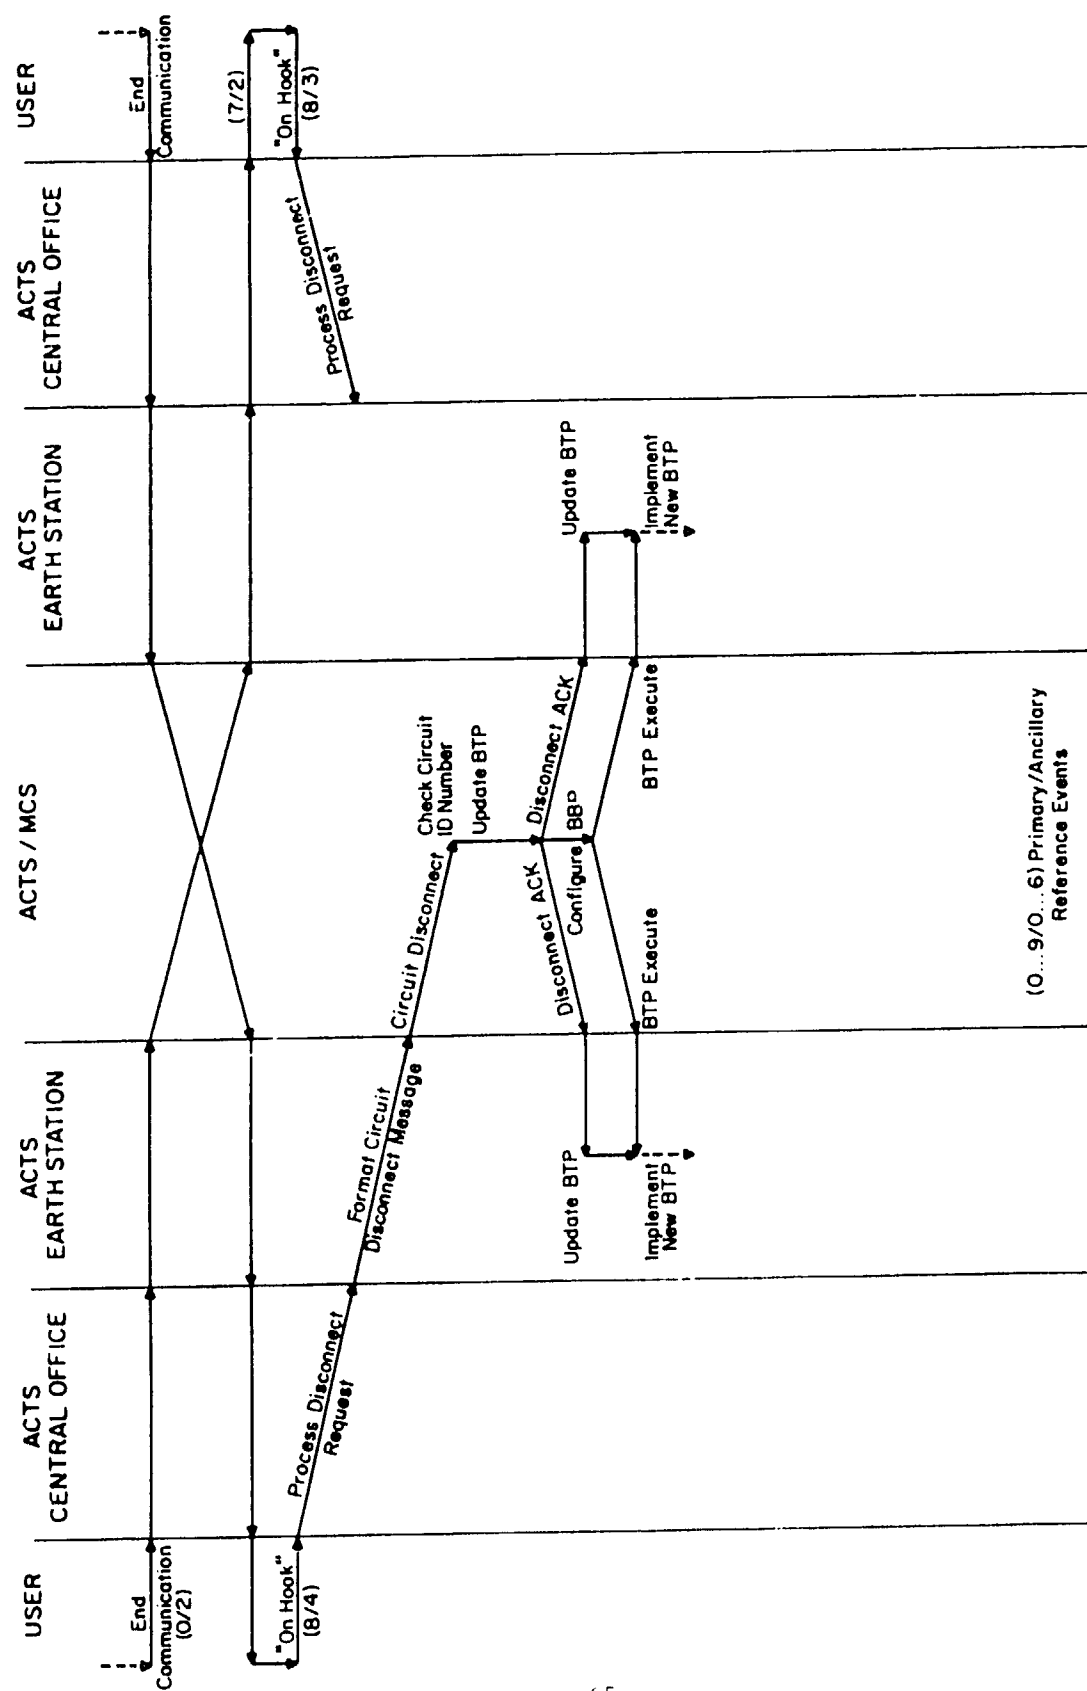 USER
ACTS
CENTRAL OFFICE
ACTS
EARTH STATION
ACTS / MCS
ACTS
EARTH STATION
ACTS
CENTRAL OFFICE
USER
End
Communication
(0/2)
End
Communication
(7/2)
"On Hook"
(8/4)
"On Hook"
(8/3)
Process Disconnect
Request
Process Disconnect
Request
Format Circuit
Disconnect Message
Circuit Disconnect
Check Circuit
ID Number
Update BTP
Disconnect ACK
Disconnect ACK
Configure BBP
Update BTP
Update BTP
BTP Execute
BTP Execute
Implement
New BTP
Implement
New BTP
(0...9/0...6) Primary/Ancillary
Reference Events